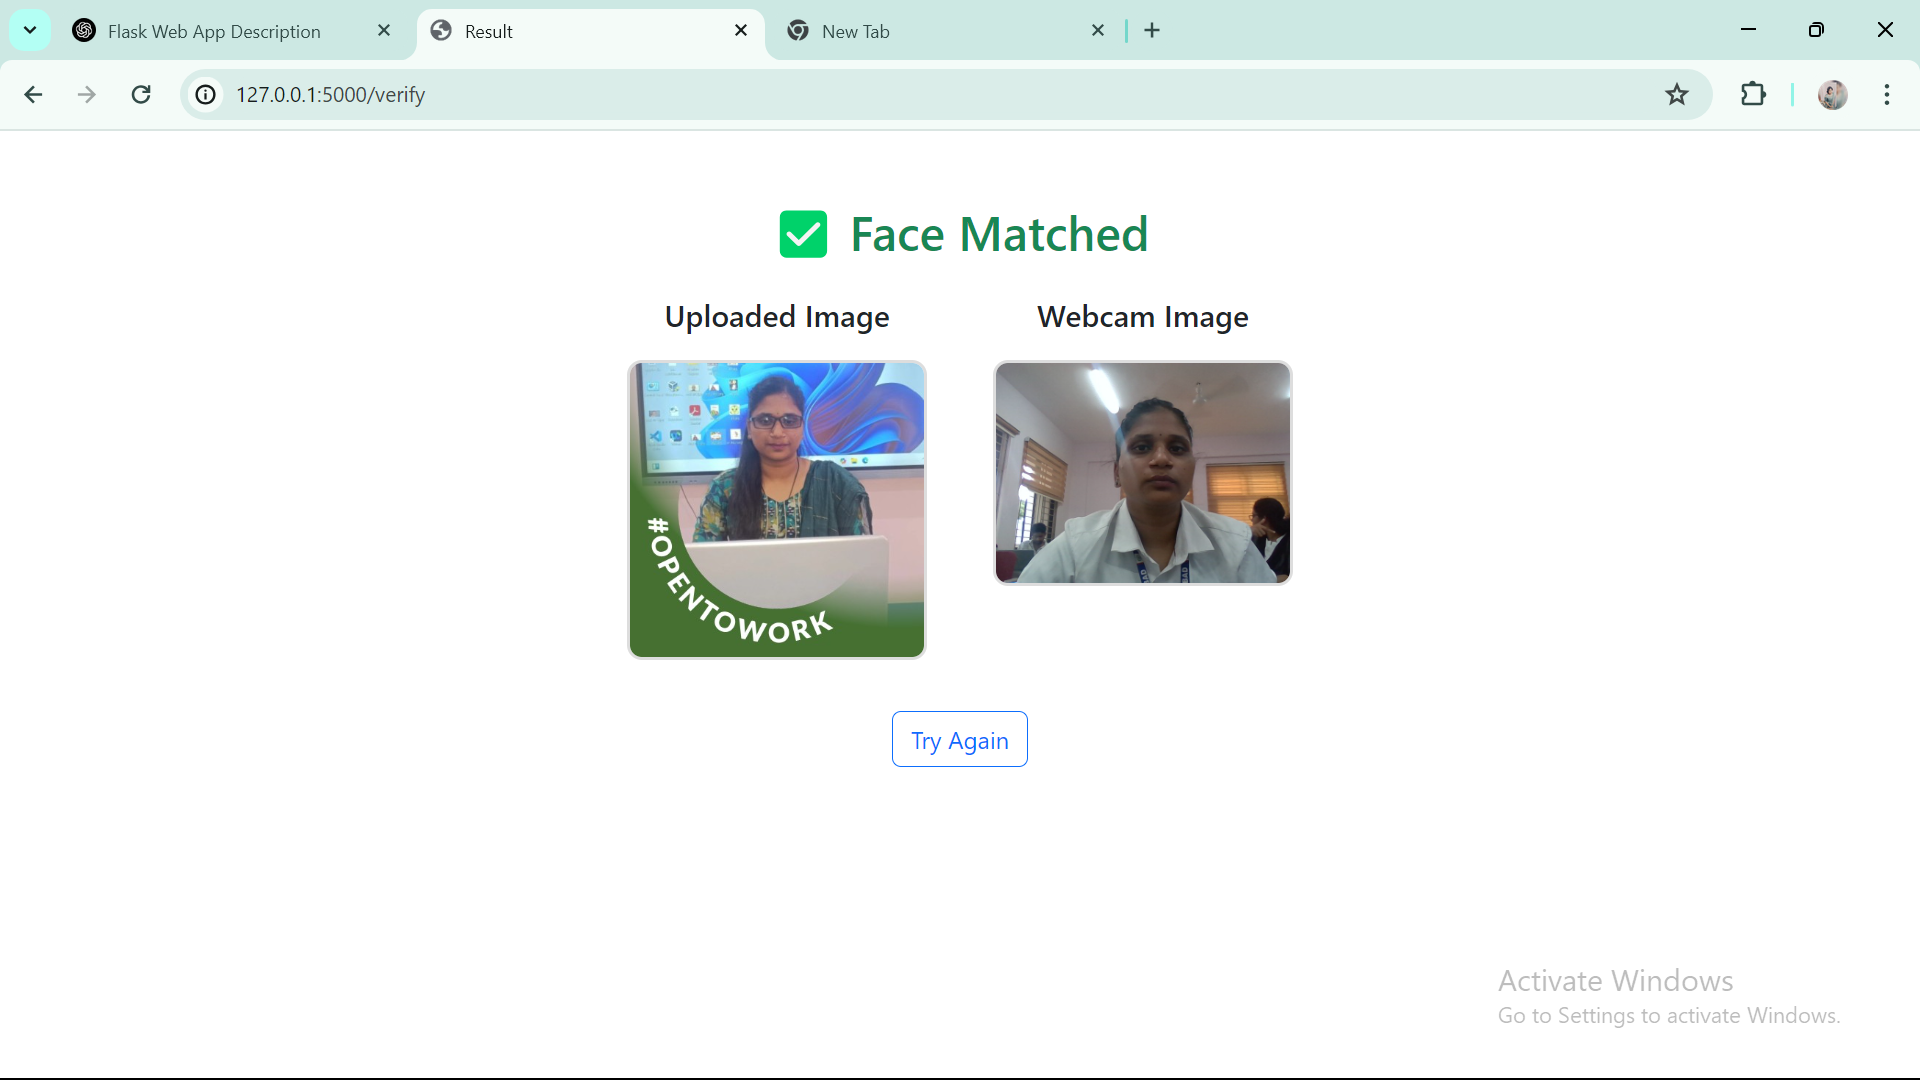 Flask Web App Description
Result
New Tab
127.0.0.1:5000/verify
Face Matched
Uploaded Image
Webcam Image
#OPENTOWORK
Try Again
Activate Windows
Go to Settings to activate Windows.